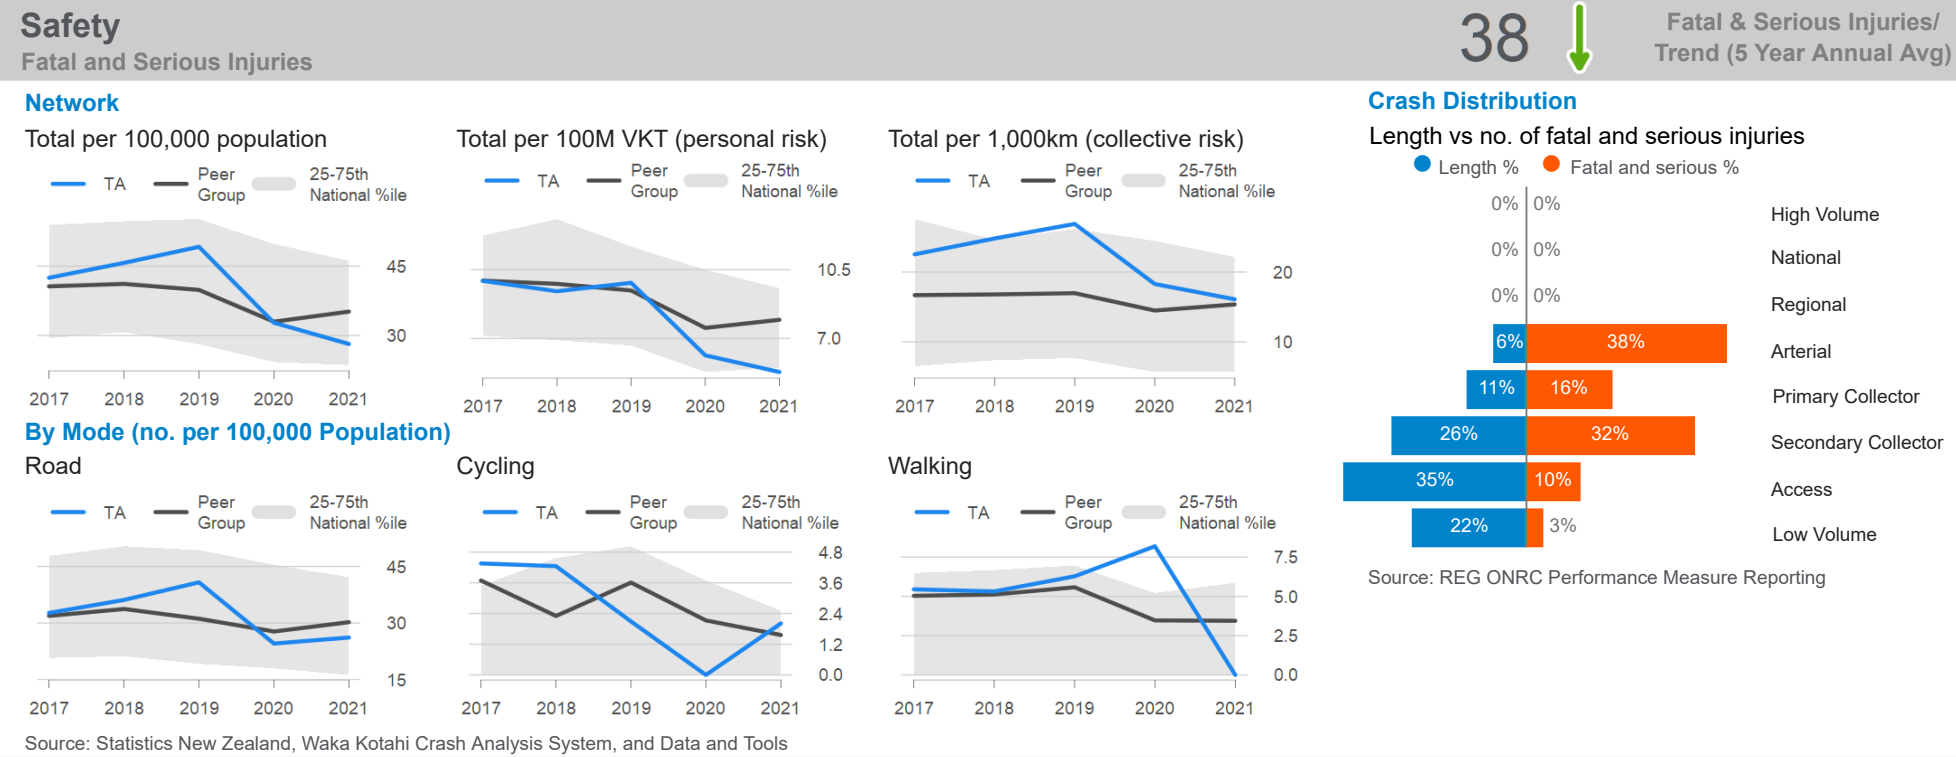 Safety
Fatal and Serious Injuries
38
Fatal & Serious Injuries/
Trend (5 Year Annual Avg)
Network
Total per 100,000 population
TA
Peer
Group
25-75th
National %ile
45
30
2017 2018 2019 2020 2021
Total per 100M VKT (personal risk)
TA
Peer
Group
25-75th
National %ile
10.5
7.0
2017 2018 2019 2020 2021
Total per 1,000km (collective risk)
TA
Peer
Group
25-75th
National %ile
20
10
2017 2018 2019 2020 2021
By Mode (no. per 100,000 Population)
Road
TA
Peer
Group
25-75th
National %ile
45
30
15
2017 2018 2019 2020 2021
Cycling
TA
Peer
Group
25-75th
National %ile
4.8
3.6
2.4
1.2
0.0
2017 2018 2019 2020 2021
Walking
TA
Peer
Group
25-75th
National %ile
7.5
5.0
2.5
0.0
2017 2018 2019 2020 2021
Source: Statistics New Zealand, Waka Kotahi Crash Analysis System, and Data and Tools
Crash Distribution
Length vs no. of fatal and serious injuries
Length % Fatal and serious %
0% 0% High Volume
0% 0% National
0% 0% Regional
6% 38% Arterial
11% 16% Primary Collector
26% 32% Secondary Collector
35% 10% Access
22% 3% Low Volume
Source: REG ONRC Performance Measure Reporting